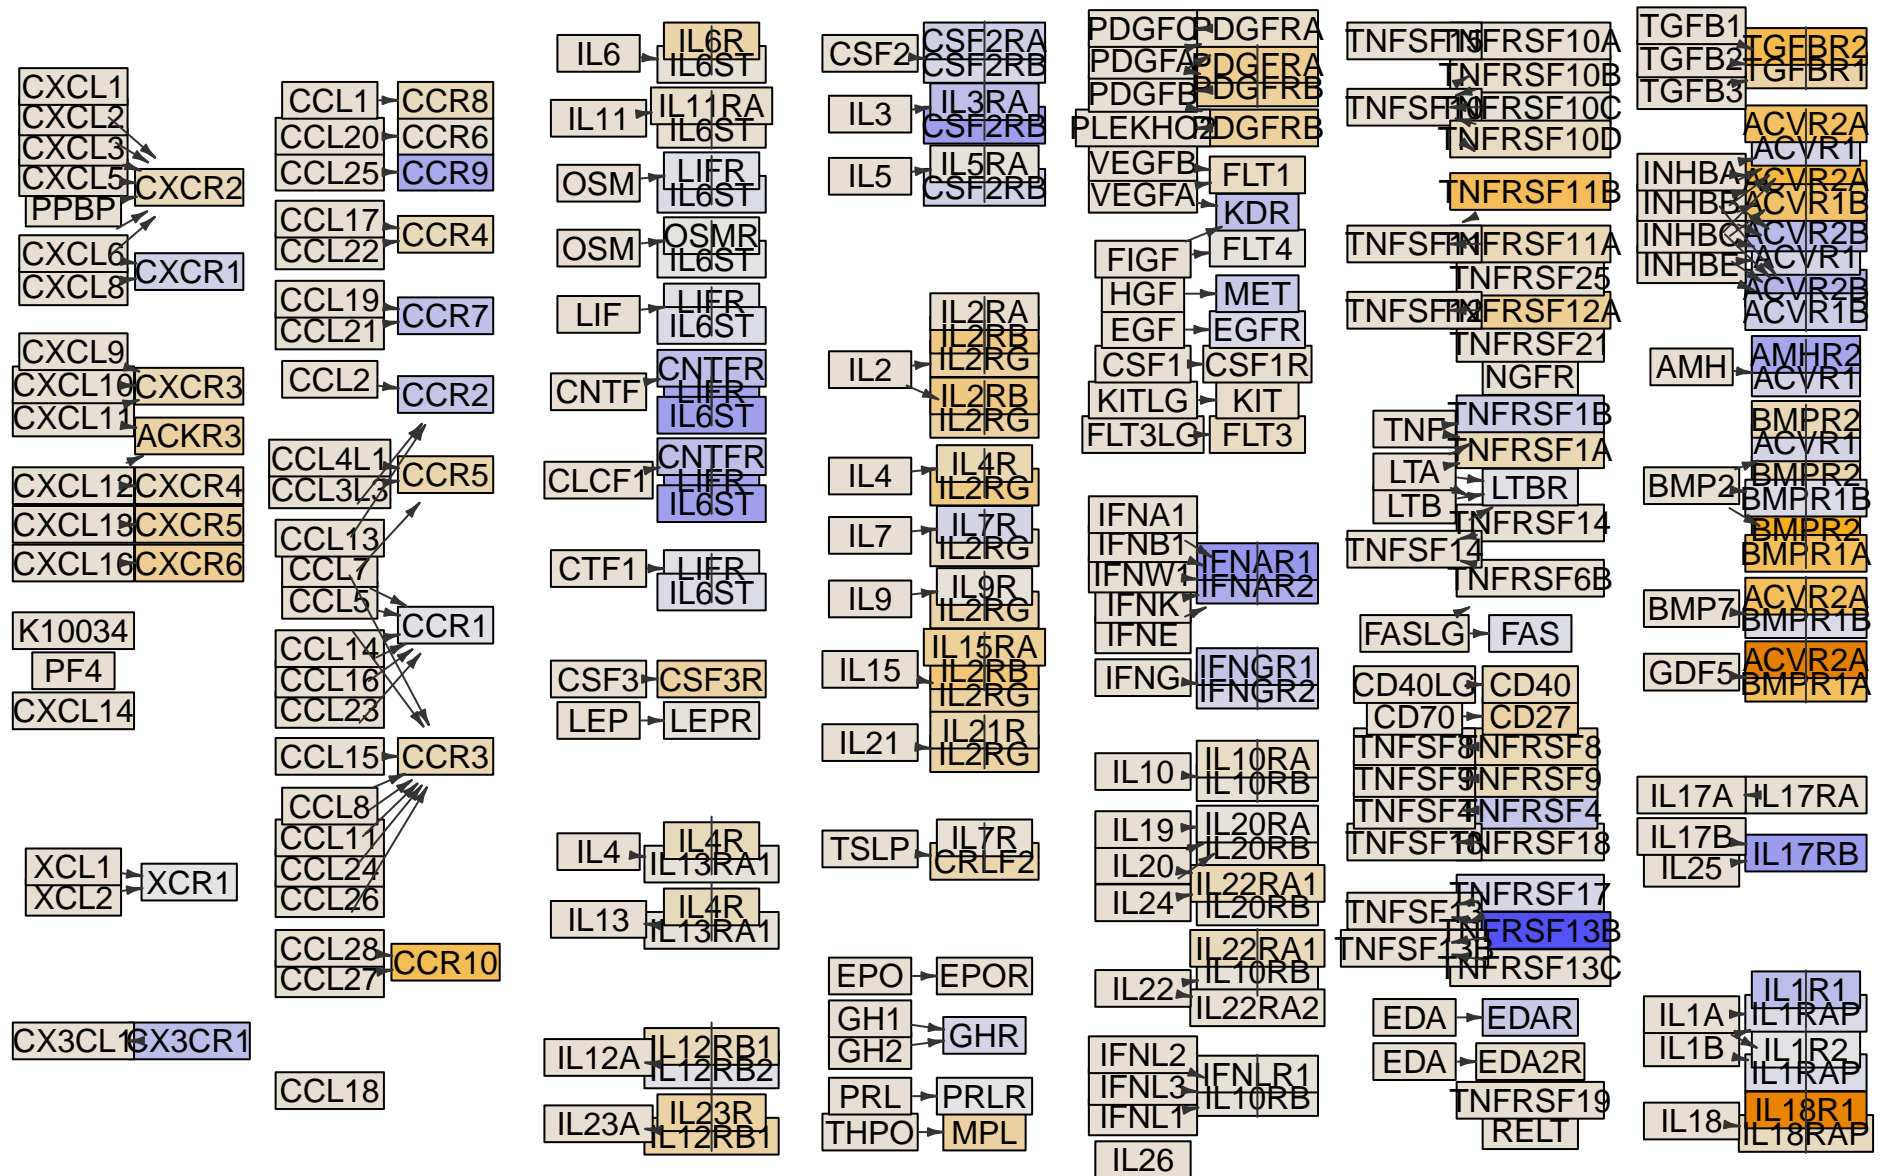 CXCL1
CXCL2
CXCL3
CXCL5
PPBP
CXCR2
CXCL6
CXCL8
CXCR1
CXCL9
CXCL10
CXCL11
CXCR3
ACKR3
CXCL12
CXCR4
CXCL13
CXCR5
CXCL16
CXCR6
K10034
PF4
CXCL14
XCL1
XCL2
XCR1
CX3CL1
CX3CR1
CCL1
CCR8
CCL20
CCR6
CCL25
CCR9
CCL17
CCL22
CCR4
CCL19
CCL21
CCR7
CCL2
CCR2
CCL4L1
CCL3L3
CCR5
CCL13
CCL7
CCL5
CCR1
CCL14
CCL16
CCL23
CCL15
CCR3
CCL8
CCL11
CCL24
CCL26
CCL28
CCL27
CCR10
CCL18
IL6
IL6R
IL6ST
IL11
IL11RA
IL6ST
OSM
LIFR
IL6ST
OSM
OSMR
IL6ST
LIF
LIFR
IL6ST
CNTF
CNTFR
LIFR
IL6ST
CLCF1
CNTFR
LIFR
IL6ST
CTF1
LIFR
IL6ST
CSF3
CSF3R
LEP
LEPR
IL4
IL4R
IL13RA1
IL13
IL4R
IL13RA1
IL12A
IL12RB1
IL12RB2
IL23A
IL23R
IL12RB1
CSF2
CSF2RA
CSF2RB
IL3
IL3RA
CSF2RB
IL5
IL5RA
CSF2RB
IL2
IL2RA
IL2RB
IL2RG
IL2RB
IL2RG
IL4
IL4R
IL2RG
IL7
IL7R
IL2RG
IL9
IL9R
IL2RG
IL15
IL15RA
IL2RB
IL2RG
IL21
IL21R
IL2RG
TSLP
IL7R
CRLF2
EPO
EPOR
GH1
GH2
GHR
PRL
PRLR
THPO
MPL
PDGFC
PDGFRA
PDGFA
PDGFRA
PDGFB
PDGFRB
PLEKHO2
PDGFRB
VEGFB
VEGFA
FLT1
KDR
FIGF
FLT4
HGF
MET
EGF
EGFR
CSF1
CSF1R
KITLG
KIT
FLT3LG
FLT3
IFNA1
IFNB1
IFNW1
IFNK
IFNE
IFNAR1
IFNAR2
IFNG
IFNGR1
IFNGR2
IL10
IL10RA
IL10RB
IL19
IL20RA
IL20RB
IL20
IL24
IL22RA1
IL20RB
IL22
IL22RA1
IL10RB
IL22RA2
IFNL2
IFNL3
IFNL1
IFNLR1
IL10RB
IL26
TNFSF15
TNFRSF10A
TNFRSF10B
TNFSF10
TNFRSF10C
TNFRSF10D
TNFRSF11B
TNFSF11
TNFRSF11A
TNFRSF25
TNFSF12
TNFRSF12A
TNFRSF21
NGFR
TNF
TNFRSF1B
TNFRSF1A
LTA
LTB
LTBR
TNFRSF14
TNFSF14
TNFRSF6B
FASLG
FAS
CD40LG
CD40
CD70
CD27
TNFSF8
TNFRSF8
TNFSF9
TNFRSF9
TNFSF4
TNFRSF4
TNFSF18
TNFRSF18
TNFRSF17
TNFSF13
TNFRSF13B
TNFSF13B
TNFRSF13C
EDA
EDAR
EDA
EDA2R
TNFRSF19
RELT
TGFB1
TGFB2
TGFB3
TGFBR2
TGFBR1
ACVR2A
ACVR1
INHBA
ACVR2A
INHBB
ACVR1B
INHBC
ACVR2B
ACVR1
INHBE
ACVR2B
ACVR1B
AMH
AMHR2
ACVR1
BMPR2
ACVR1
BMP2
BMPR2
BMPR1B
BMPR2
BMPR1A
BMP7
ACVR2A
BMPR1B
GDF5
ACVR2A
BMPR1A
IL17A
IL17RA
IL17B
IL25
IL17RB
IL1A
IL1R1
IL1RAP
IL1B
IL1R2
IL1RAP
IL18
IL18R1
IL18RAP